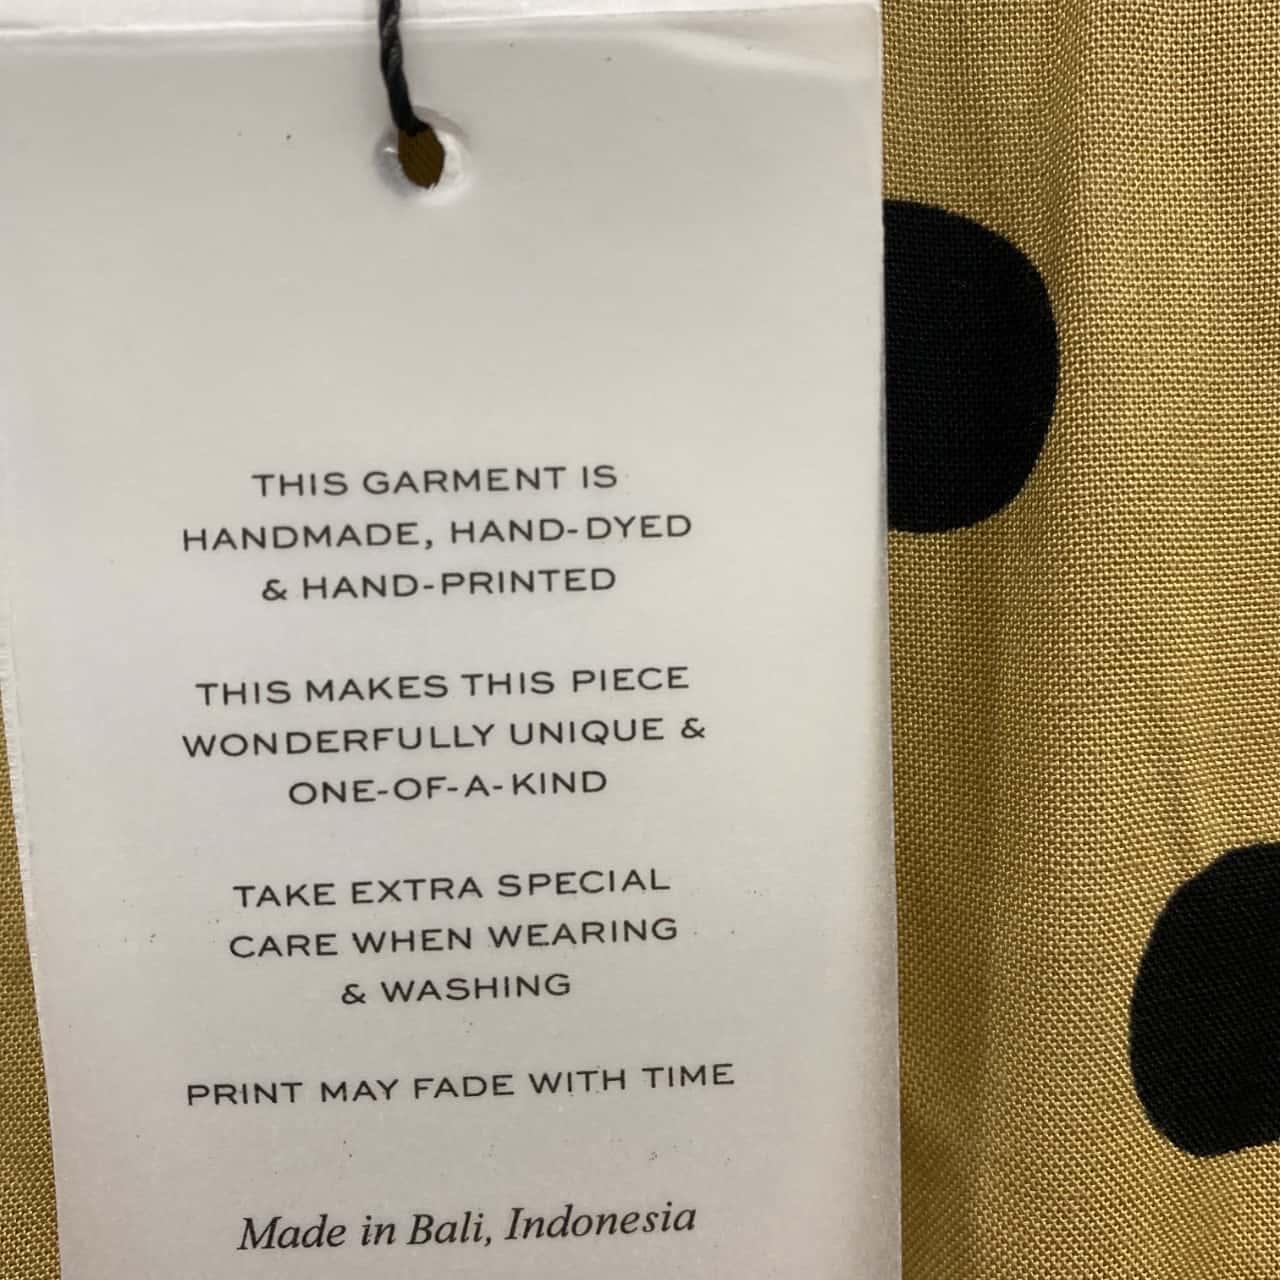 THIS GARMENT IS
HANDMADE, HAND-DYED
& HAND-PRINTED
THIS MAKES THIS PIECE
WONDERFULLY UNIQUE &
ONE-OF-A-KIND
TAKE EXTRA SPECIAL
CARE WHEN WEARING
& WASHING
PRINT MAY FADE WITH TIME
Made in Bali, Indonesia